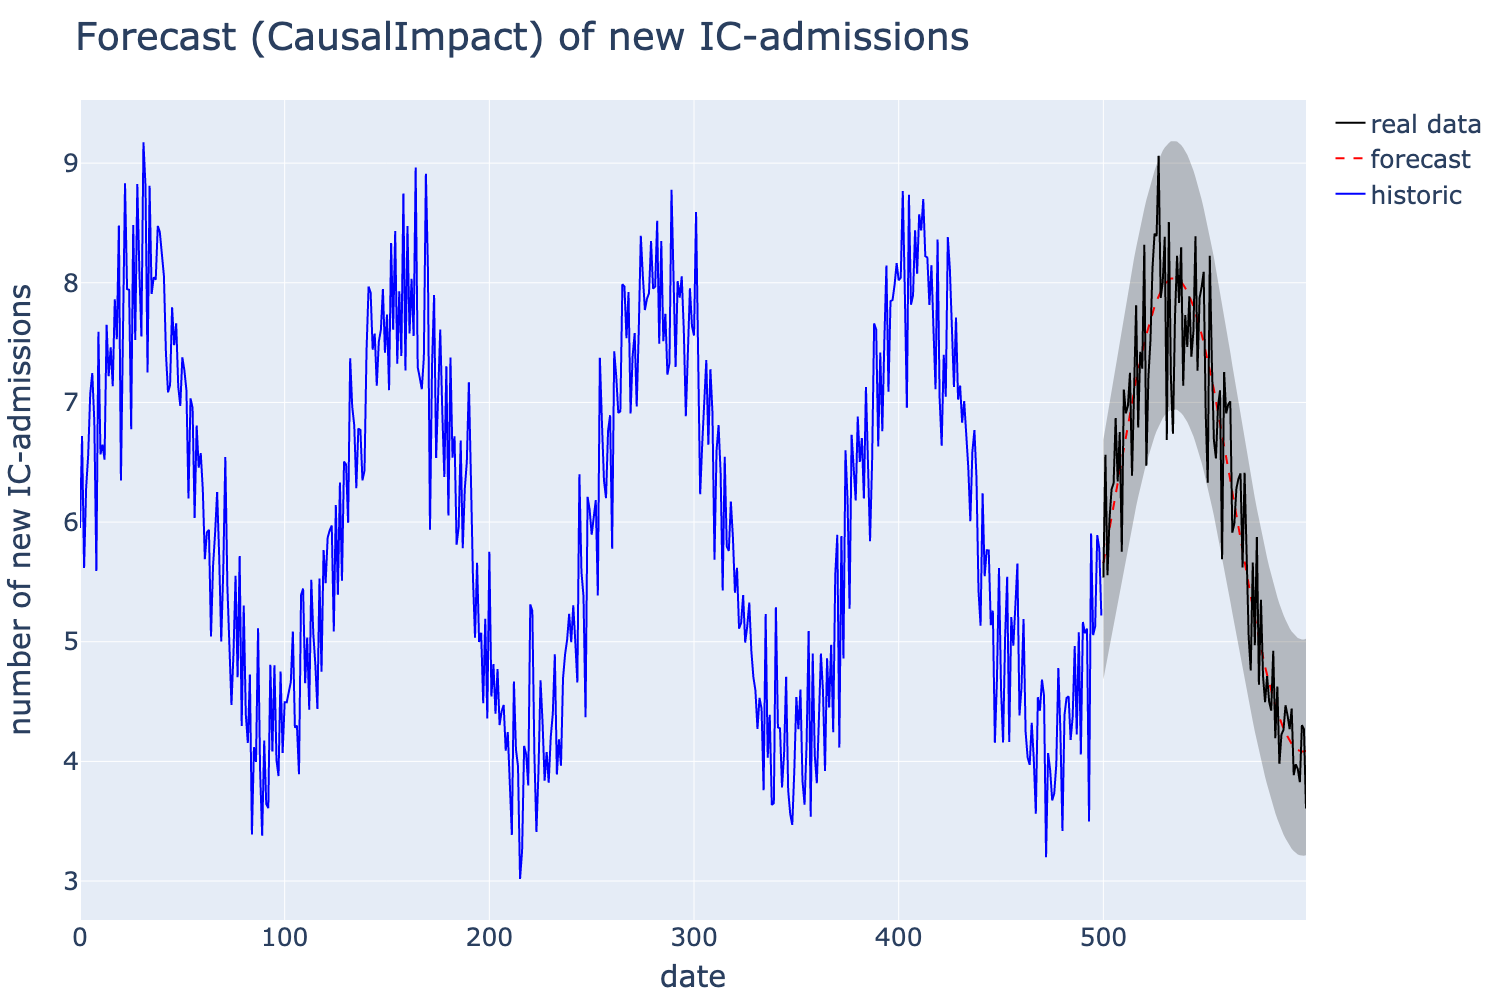 Forecast (CausalImpact) of new IC-admissions
real data
forecast
historic
number of new IC-admissions
9
8
7
6
5
4
3
0 100 200 300 400 500
date